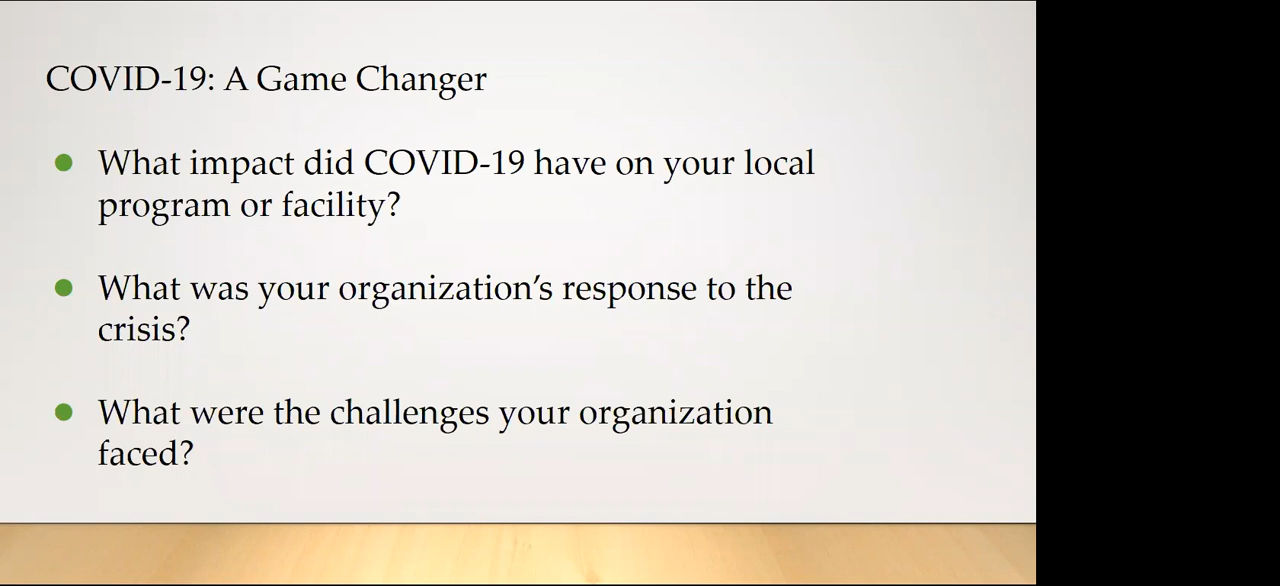 COVID-19: A Game Changer
What impact did COVID-19 have on your local
program or facility?
What was your organization’s response to the
crisis?
What were the challenges your organization
faced?